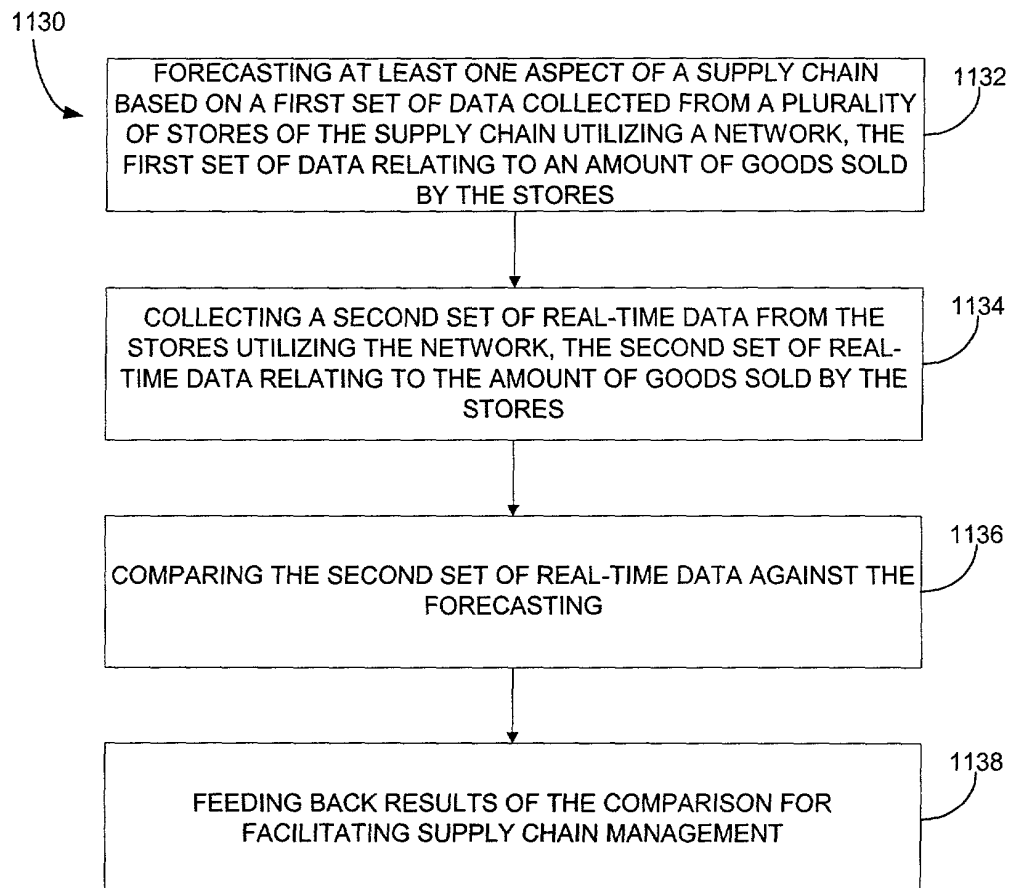 1130
FORECASTING AT LEAST ONE ASPECT OF A SUPPLY CHAIN
BASED ON A FIRST SET OF DATA COLLECTED FROM A PLURALITY
OF STORES OF THE SUPPLY CHAIN UTILIZING A NETWORK, THE
FIRST SET OF DATA RELATING TO AN AMOUNT OF GOODS SOLD
BY THE STORES
1132
COLLECTING A SECOND SET OF REAL-TIME DATA FROM THE
STORES UTILIZING THE NETWORK, THE SECOND SET OF REAL-
TIME DATA RELATING TO THE AMOUNT OF GOODS SOLD BY THE
STORES
1134
COMPARING THE SECOND SET OF REAL-TIME DATA AGAINST THE
FORECASTING
1136
FEEDING BACK RESULTS OF THE COMPARISON FOR
FACILITATING SUPPLY CHAIN MANAGEMENT
1138